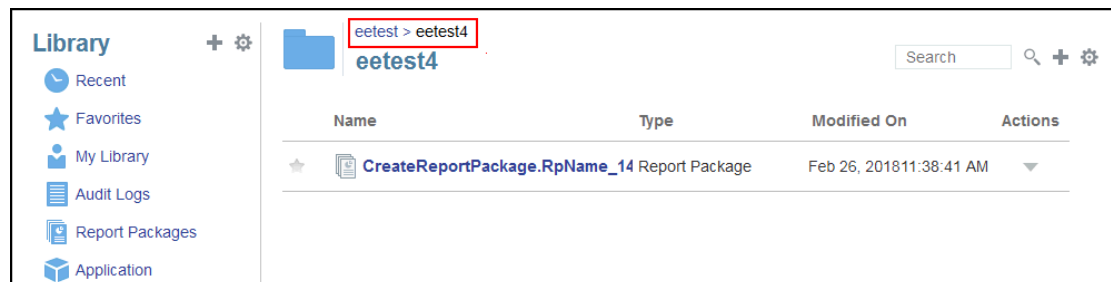 Library
Recent
Favorites
My Library
Audit Logs
Report Packages
Application
eetest > eetest4
eetest4
Search
Name Type Modified On Actions
CreateReportPackage.RpName_14 Report Package Feb 26, 201811:38:41 AM